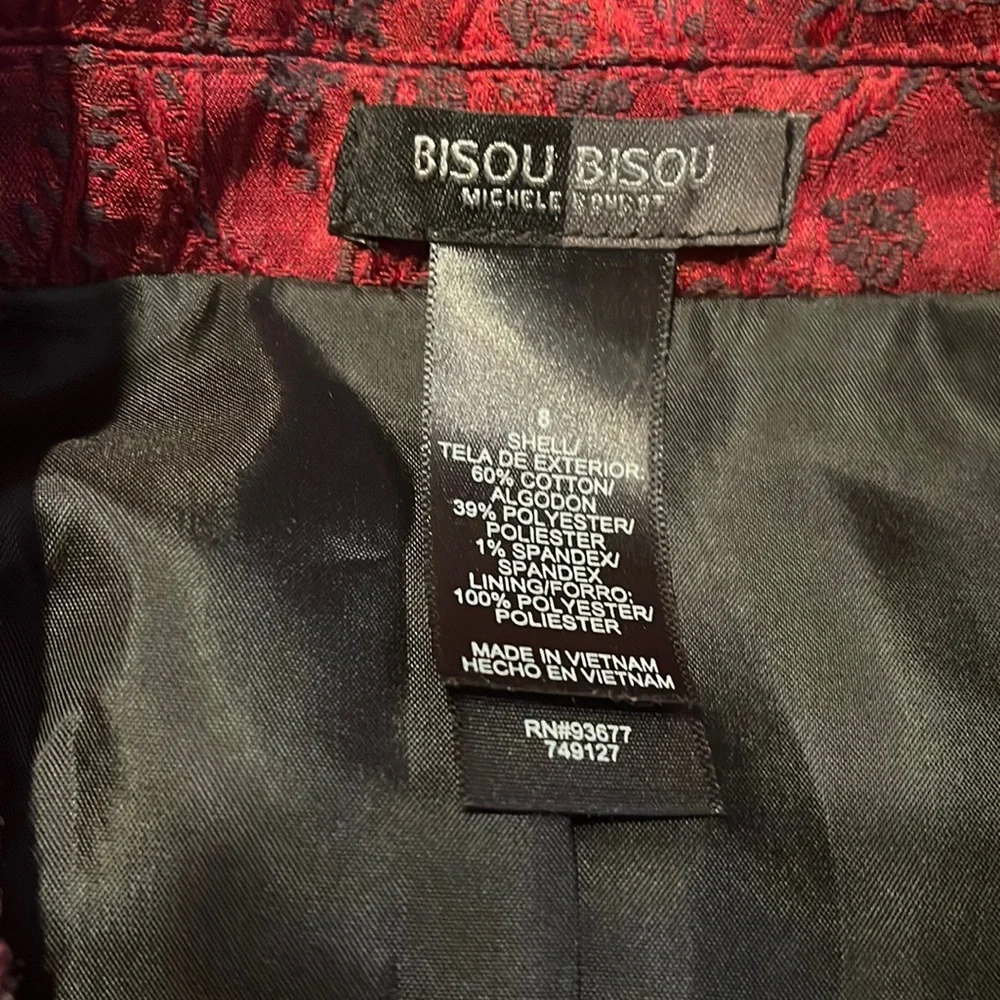 BISOU BISOU
MICHELE
8
SHELL/
TELA DE EXTERIOR:
60% COTTON/
ALGODON
39% POLYESTER/
POLIESTER
1% SPANDEX/
SPANDEX
LINING/FORRO:
100% POLYESTER/
POLIESTER
MADE IN VIETNAM
HECHO EN VIETNAM
RN#93677
749127